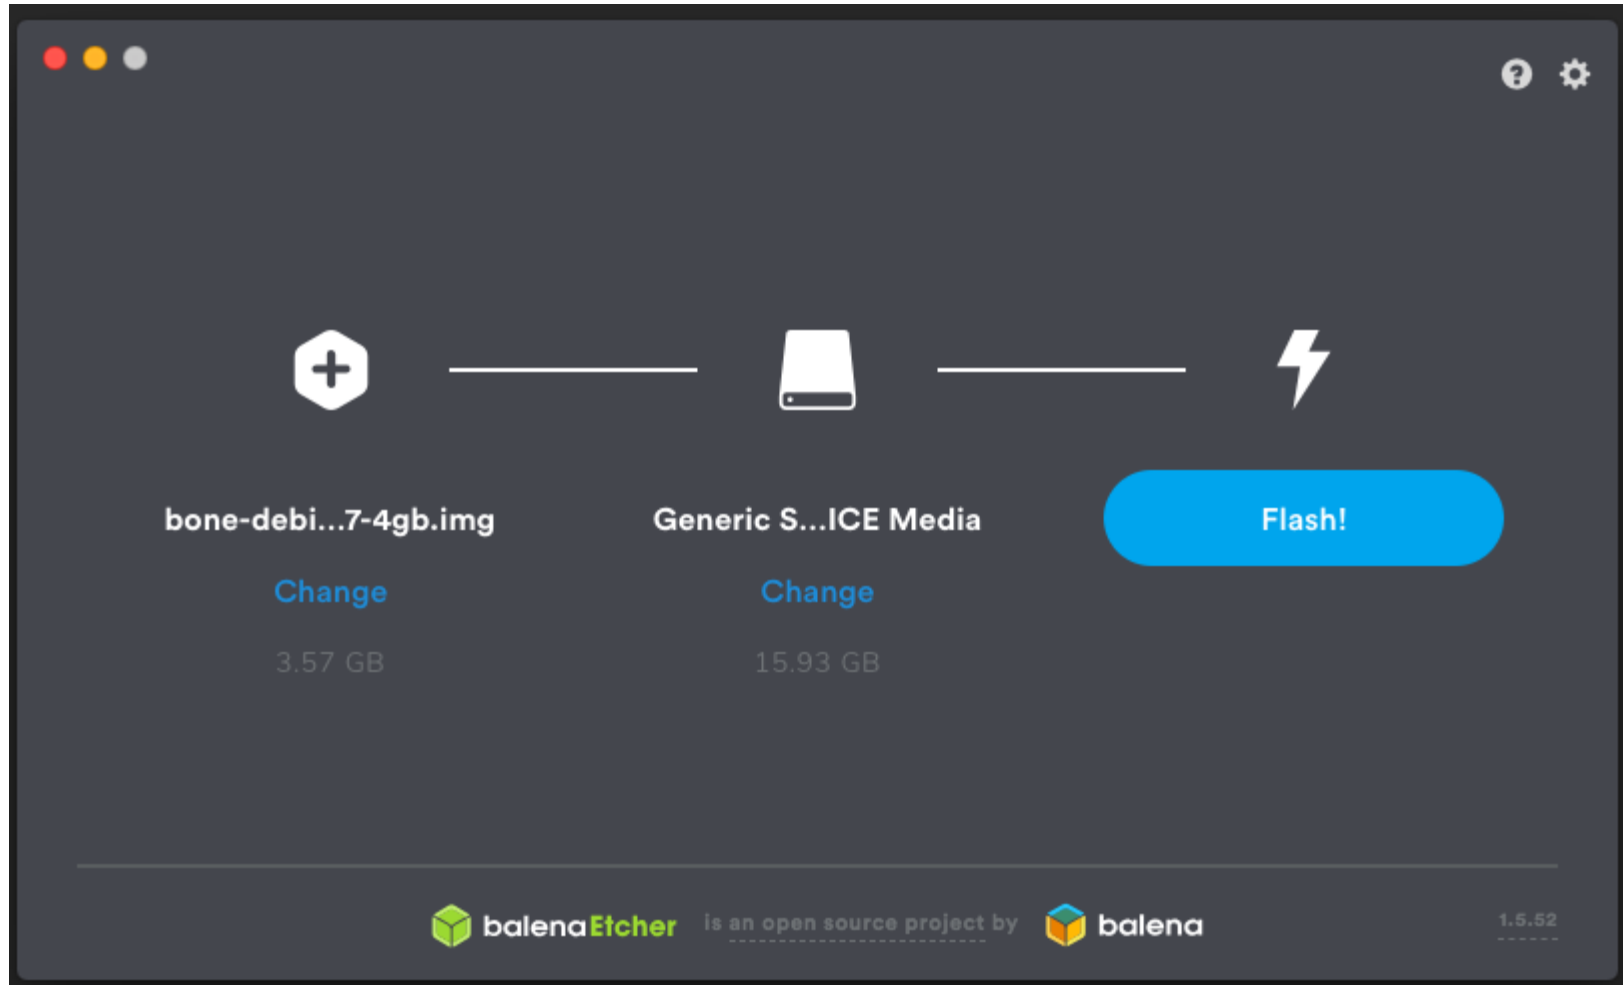 bone-debi...7-4gb.img
Change
3.57 GB
Generic S...ICE Media
Change
15.93 GB
Flash!
balenaEtcher is an open source project by balena
1.5.52